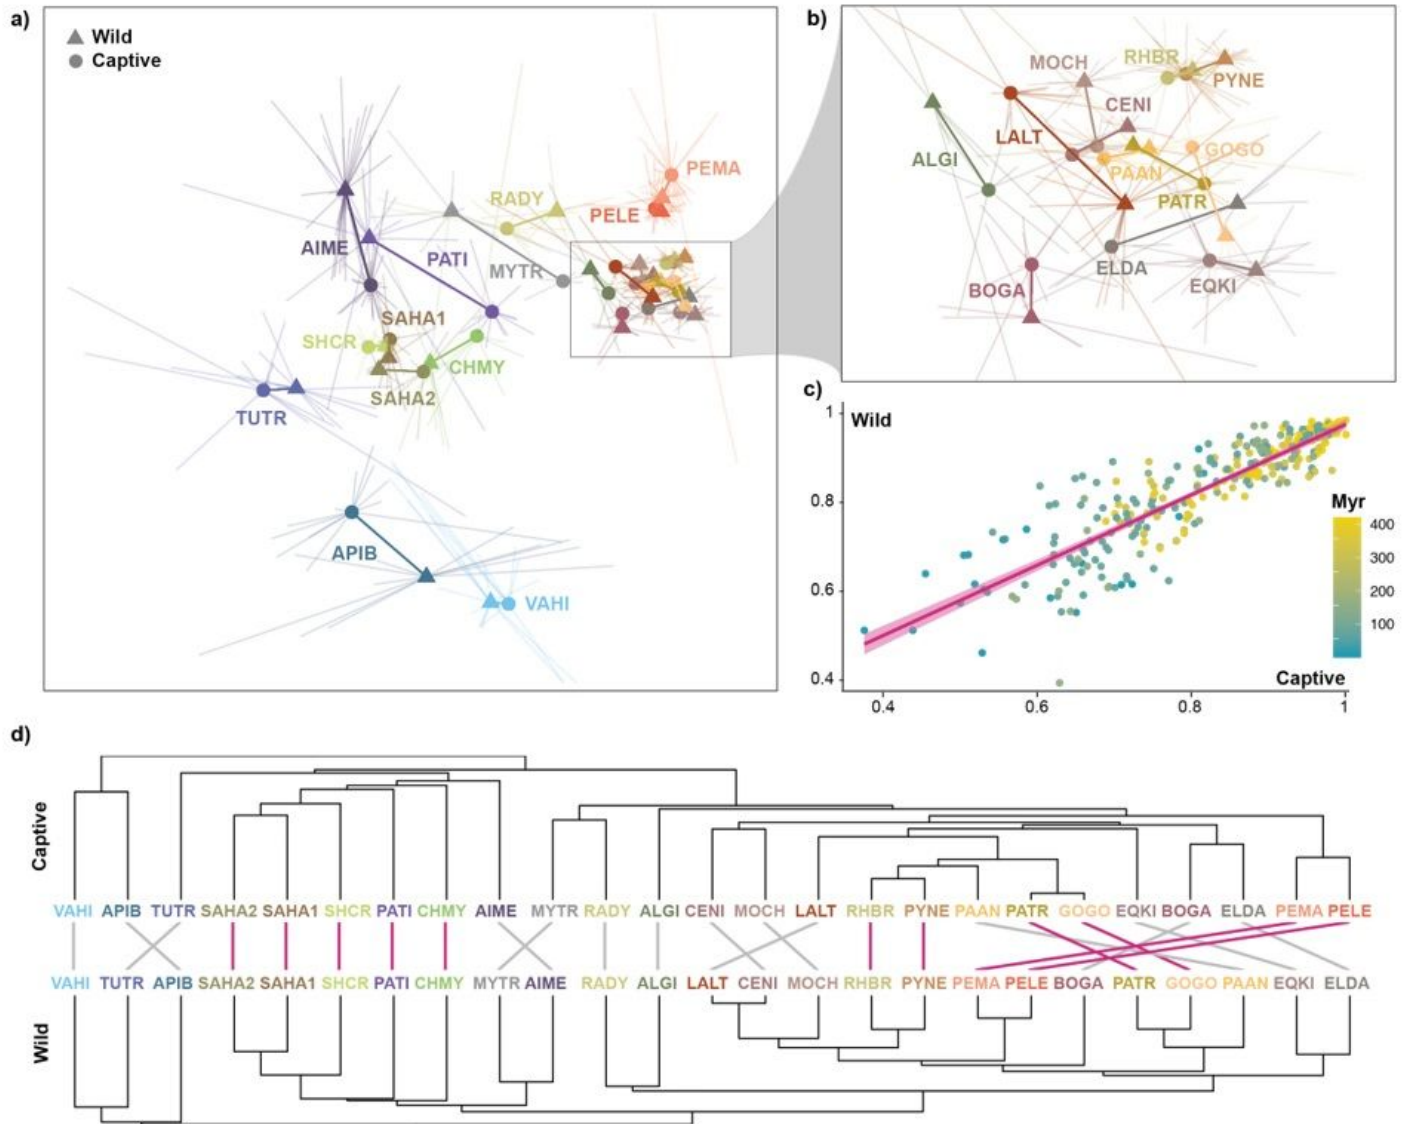 a)
Wild
Captive
PEMA
RADY
PELE
AIME
PATI
MYTR
SAHA1
SHCR
CHMY
SAHA2
TUTR
APIB
VAHI
b)
MOCH
RHBR
PYNE
CENI
LALT
ALGI
GOGO
PAAN
PATR
ELDA
EQKI
BOGA
c)
1
Wild
0.8
0.6
0.4
Myr
400
300
200
100
Captive
0.4 0.6 0.8 1
d)
Captive
VAHI APIB TUTR SAHA2 SAHA1 SHCR PATI CHMY AIME MYTR RADY ALGI CENI MOCH LALT RHBR PYNE PAAN PATR GOGO EQKI BOGA ELDA PEMA PELE
VAHI TUTR APIB SAHA2 SAHA1 SHCR PATI CHMY MYTR AIME RADY ALGI LALT CENI MOCH RHBR PYNE PEMA PELE BOGA PATR GOGO PAAN EQKI ELDA
Wild